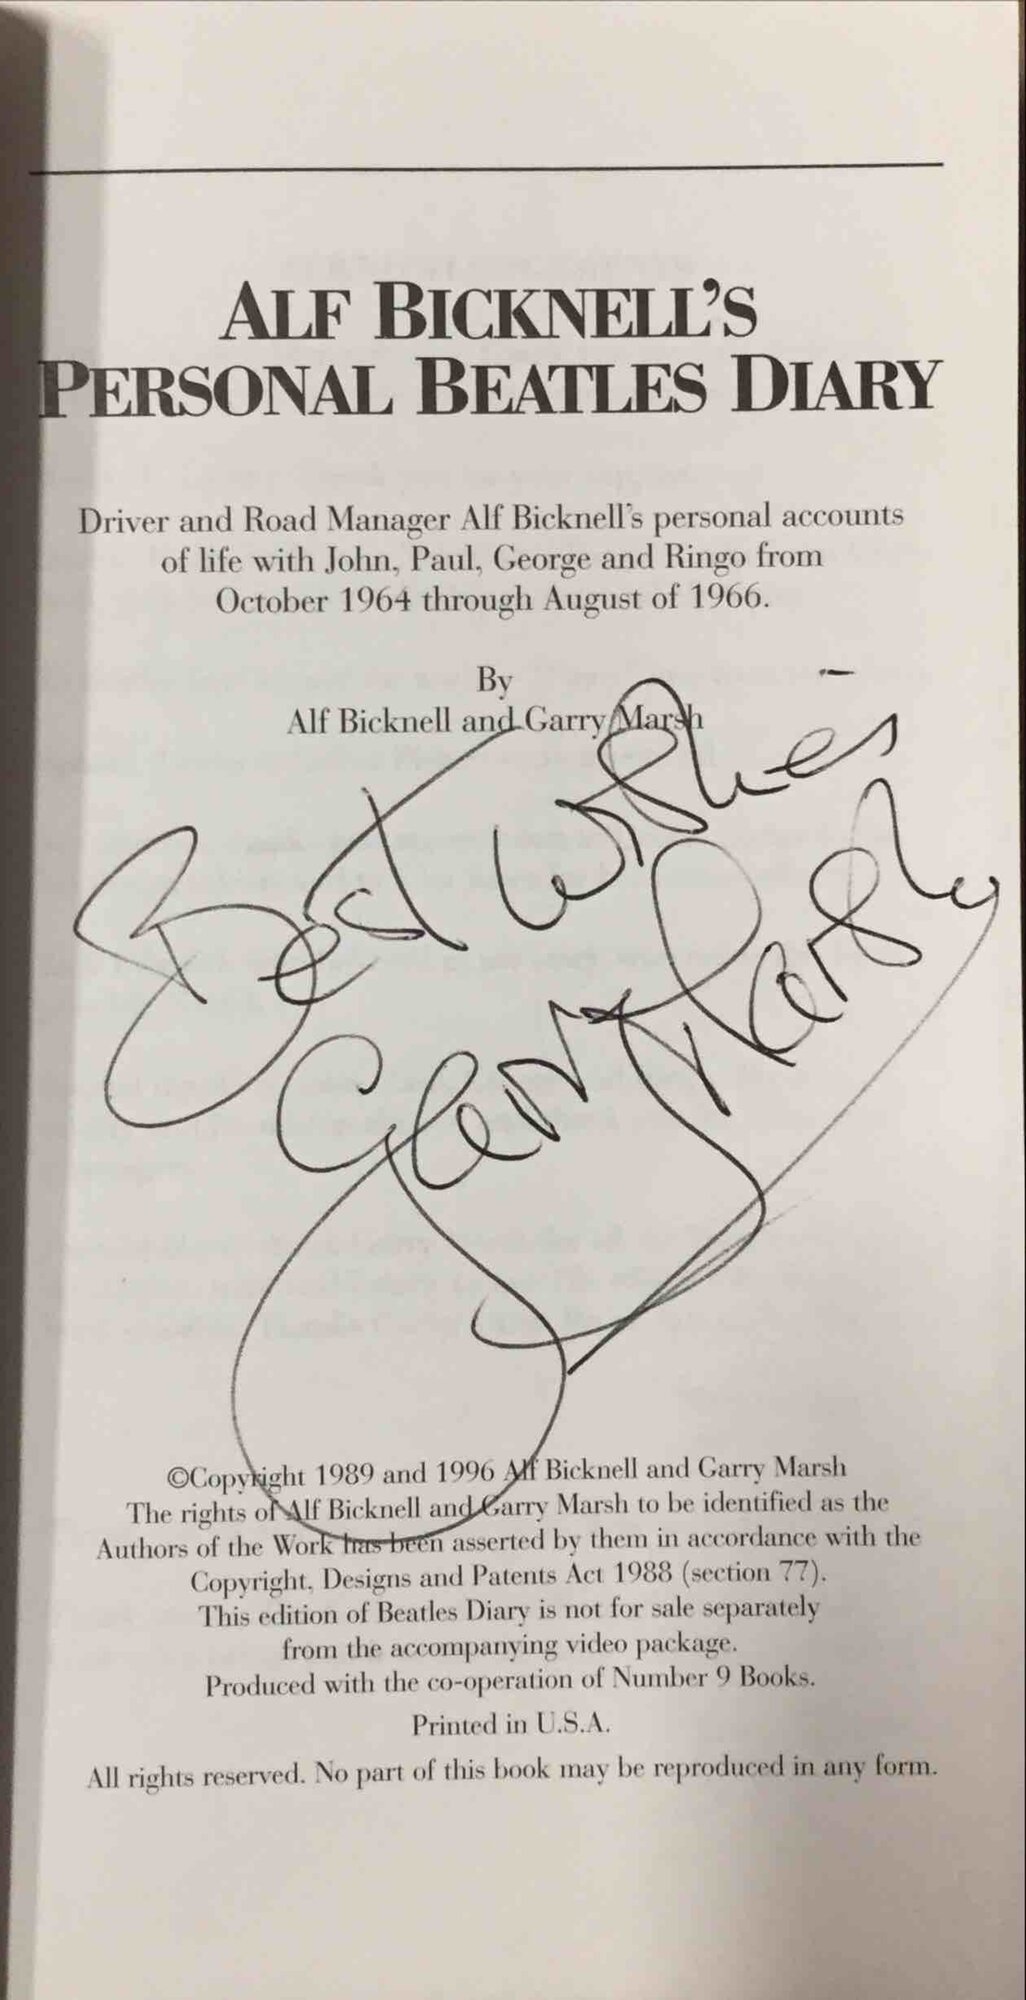 ALF BICKNELL'S
PERSONAL BEATLES DIARY
Driver and Road Manager Alf Bicknell's personal accounts
of life with John, Paul, George and Ringo from
October 1964 through August of 1966.
By
Alf Bicknell and Garry Marsh
Best wishes
Garry Marsh
©Copyright 1989 and 1996 Alf Bicknell and Garry Marsh
The rights of Alf Bicknell and Garry Marsh to be identified as the
Authors of the Work has been asserted by them in accordance with the
Copyright, Designs and Patents Act 1988 (section 77).
This edition of Beatles Diary is not for sale separately
from the accompanying video package.
Produced with the co-operation of Number 9 Books.
Printed in U.S.A.
All rights reserved. No part of this book may be reproduced in any form.